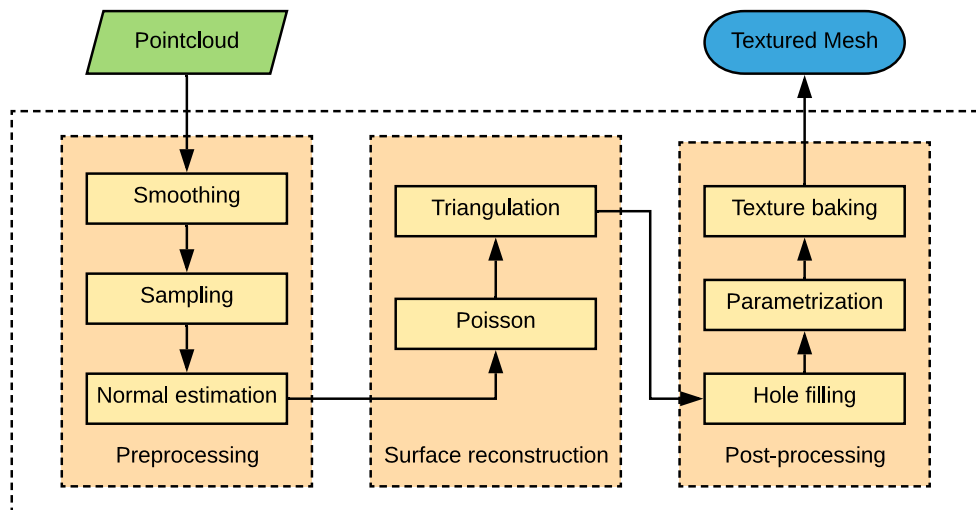 Pointcloud
Textured Mesh
Smoothing
Sampling
Normal estimation
Preprocessing
Triangulation
Poisson
Surface reconstruction
Texture baking
Parametrization
Hole filling
Post-processing